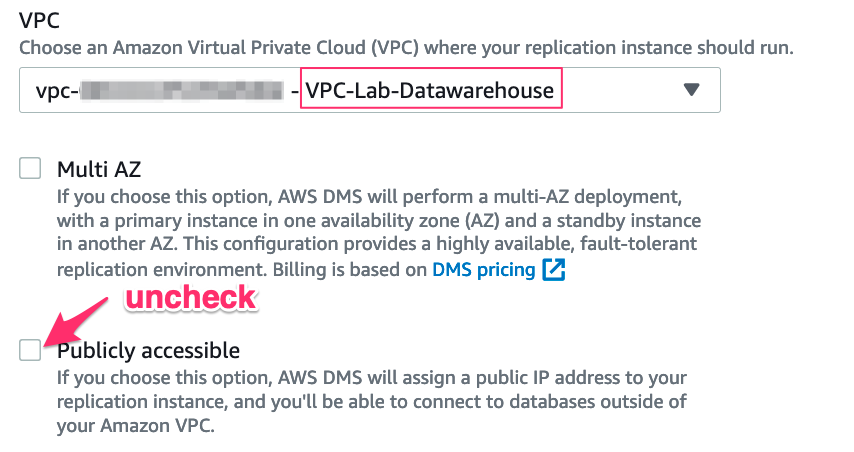 VPC
Choose an Amazon Virtual Private Cloud (VPC) where your replication instance should run.
vpc- - VPC-Lab-Datawarehouse
Multi AZ
If you choose this option, AWS DMS will perform a multi-AZ deployment,
with a primary instance in one availability zone (AZ) and a standby instance
in another AZ. This configuration provides a highly available, fault-tolerant
replication environment. Billing is based on DMS pricing
uncheck
Publicly accessible
If you choose this option, AWS DMS will assign a public IP address to your
replication instance, and you'll be able to connect to databases outside of
your Amazon VPC.